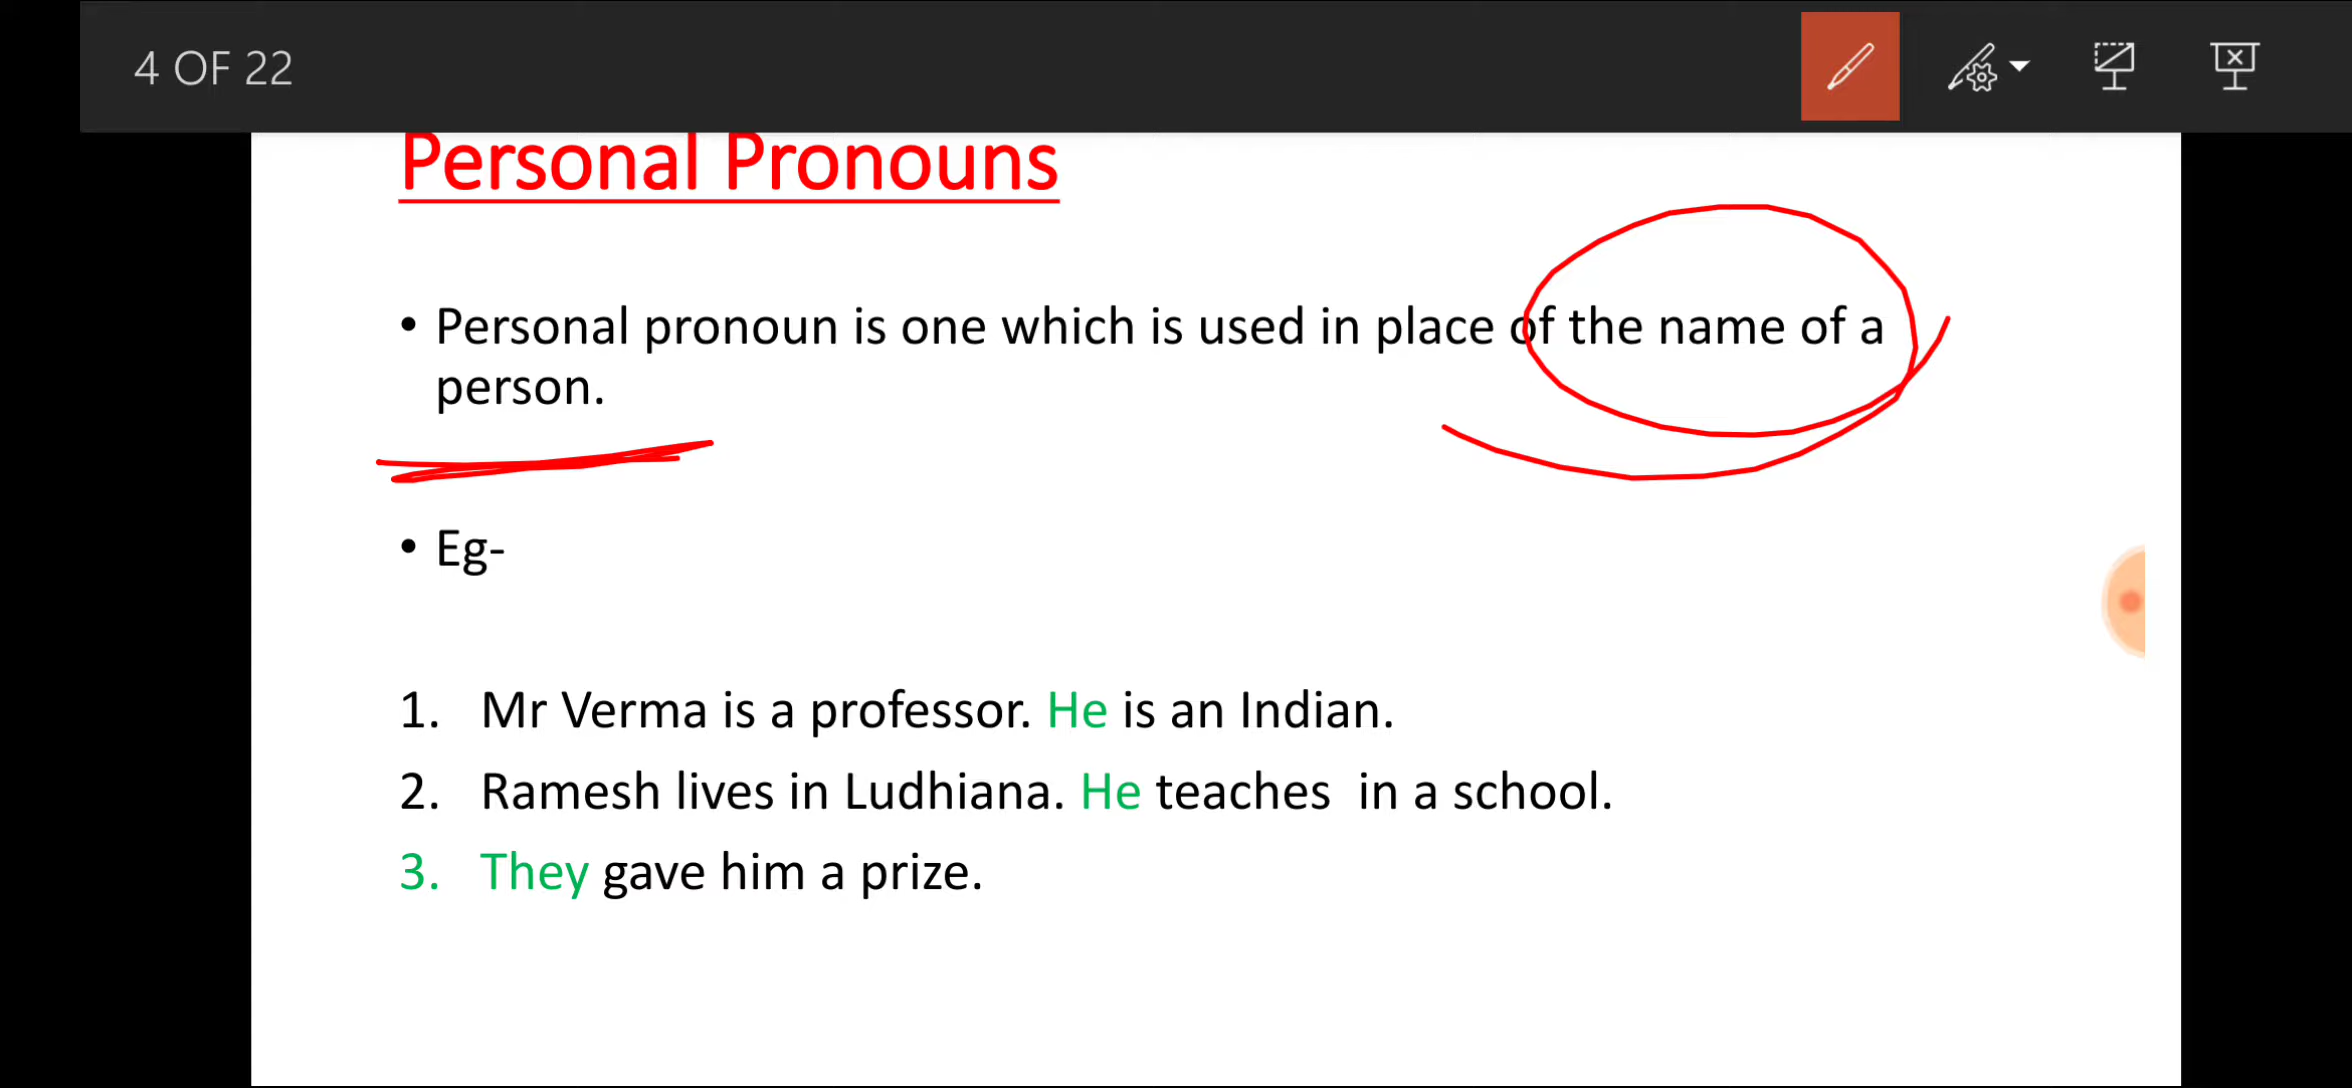 4 OF 22
Personal Pronouns
• Personal pronoun is one which is used in place of the name of a
person.
• Eg-
1. Mr Verma is a professor. He is an Indian.
2. Ramesh lives in Ludhiana. He teaches  in a school.
3. They gave him a prize.